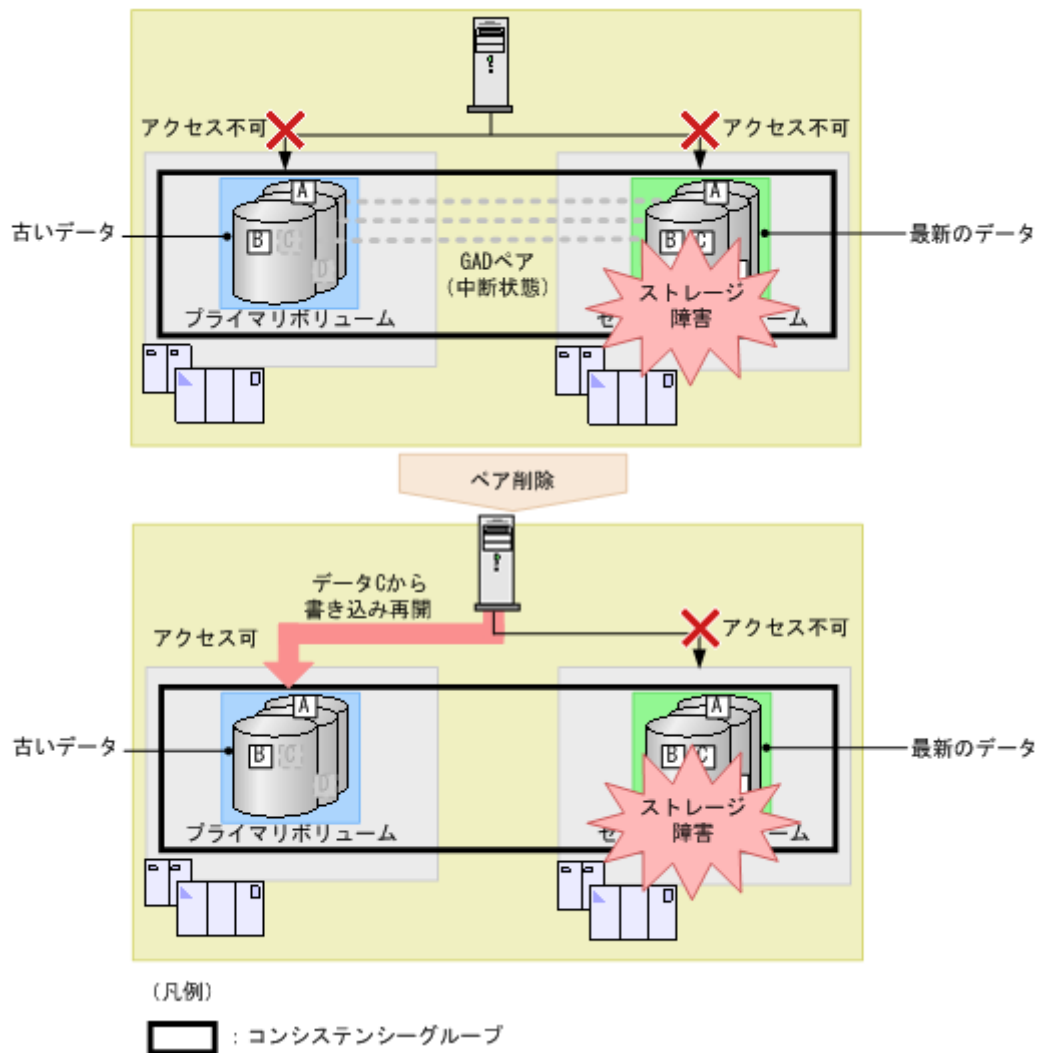 アクセス不可
アクセス不可
A
A
古いデータ
B
C
B
C
最新のデータ
D
GADペア
(中断状態)
ストレージ
障害
プライマリボリューム
セ
ーム
ペア削除
データCから
書き込み再開
アクセス可
アクセス不可
A
A
古いデータ
B
C
B
C
最新のデータ
D
ストレージ
障害
プライマリボリューム
セ
ーム
(凡例)
:コンシステンシーグループ